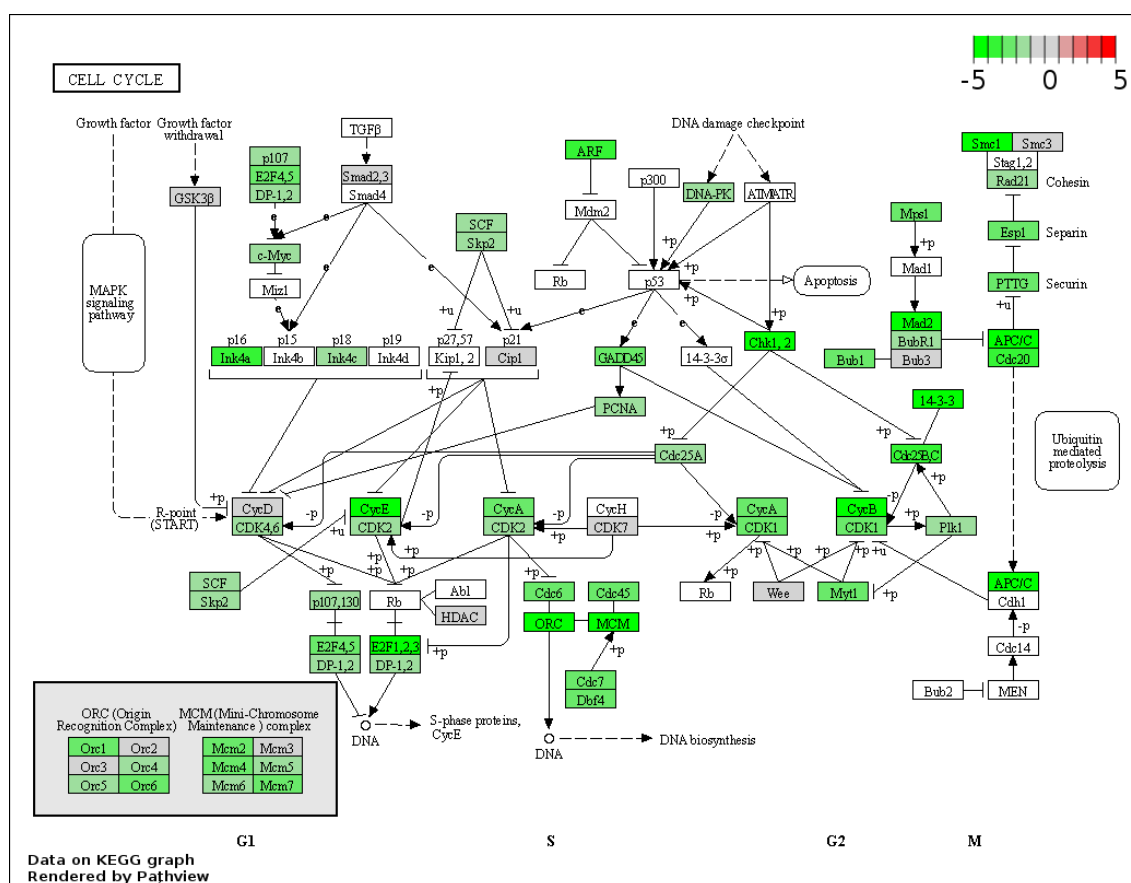 -5 0 5
CELL CYCLE
Growth factor
Growth factor
withdrawal
TGFβ
DNA damage checkpoint
p107
E2F4,5
DP-1,2
Smad2,3
Smad4
GSK3β
ARF
p300
DNA-PK
ATM/ATR
Smc1 Smc3
Stag1,2
Rad21
Cohesin
Mdm2
Mps1
e
SCF
Skp2
c-Myc
Esp1
Separin
+p
+p
+p
Rb
p53
Apoptosis
Mad1
MAPK
signaling
pathway
Miz1
e
e
e
PTTG
Securin
+u
+u
+p
+u
e
e
e
+p
Mad2
BubR1
Bub3
Bub1
APC/C
Cdc20
p16 p15 p18 p19
Ink4a Ink4b Ink4c Ink4d
p27,57
Kip1, 2
p21
Cip1
GADD45
14-3-3σ
Chk1, 2
+p
PCNA
14-3-3
+p
+p
Cdc25A
Cdc25B,C
Ubiquitin
mediated
proteolysis
R-point
(START)
+p
CycD
CDK4,6
-p
CycE
CDK2
-p
CycA
CDK2
-p
+p
CycH
CDK7
-p
+p
CycA
CDK1
CycB
CDK1
-p
+p
+u
Plk1
+p
+u
+p
+p
+p
+p
+p
+p
+p
+p
SCF
Skp2
p107,130
Rb
Abl
HDAC
Cdc6
Cdc45
Rb
Wee
Myt1
APC/C
Cdh1
ORC
MCM
-p
Cdc14
E2F4,5
DP-1,2
E2F1,2,3
DP-1,2
+p
+p
Cdc7
Dbf4
Bub2
MEN
DNA
S-phase proteins,
CycE
DNA
DNA biosynthesis
ORC (Origin
Recognition Complex)
MCM (Mini-Chromosome
Maintenance ) complex
Orc1 Orc2
Orc3 Orc4
Orc5 Orc6
Mcm2 Mcm3
Mcm4 Mcm5
Mcm6 Mcm7
G1 S G2 M
Data on KEGG graph
Rendered by Pathview